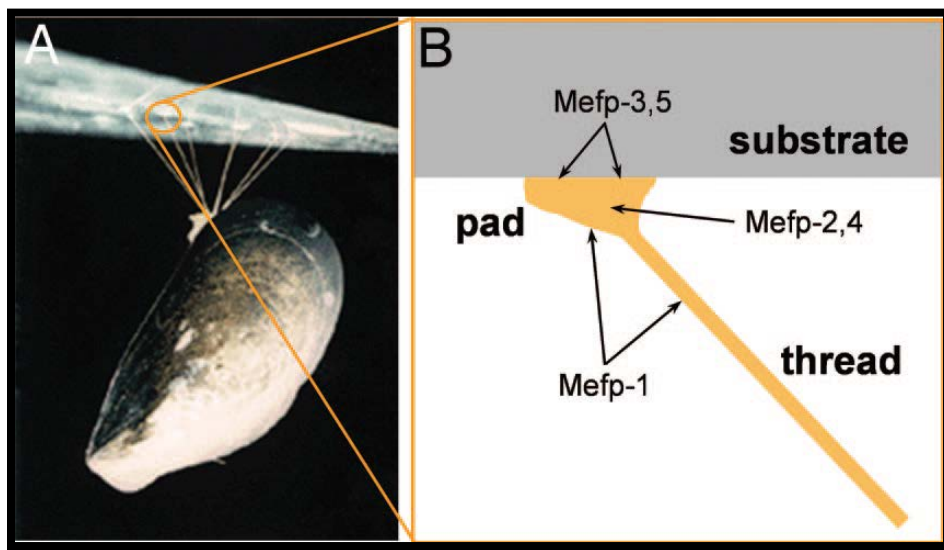 A
B
Mefp-3,5
substrate
pad
Mefp-2,4
Mefp-1
thread